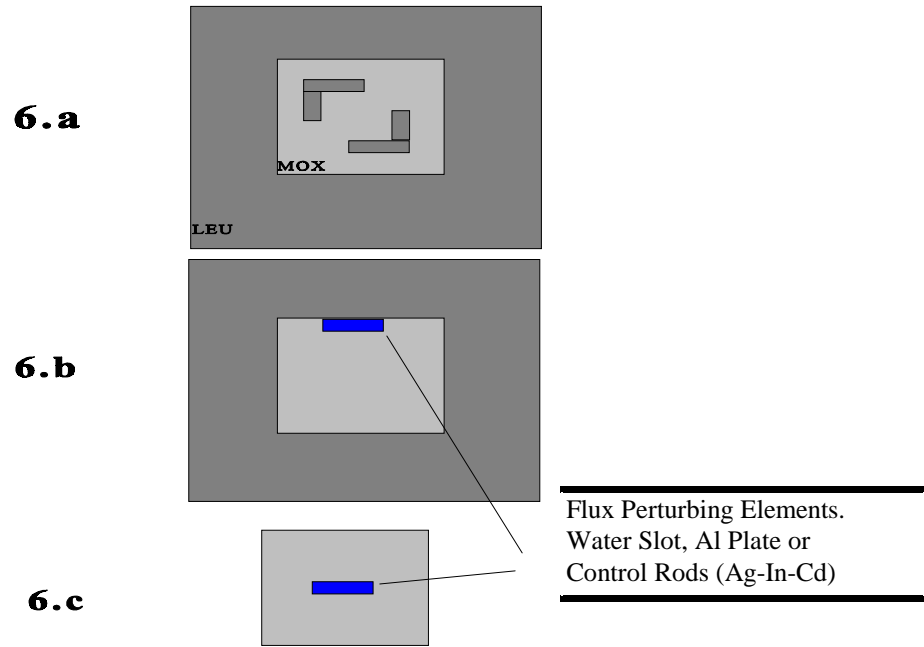 6.a
MOX
LEU
6.b
Flux Perturbing Elements.
Water Slot, Al Plate or
Control Rods (Ag-In-Cd)
6.c